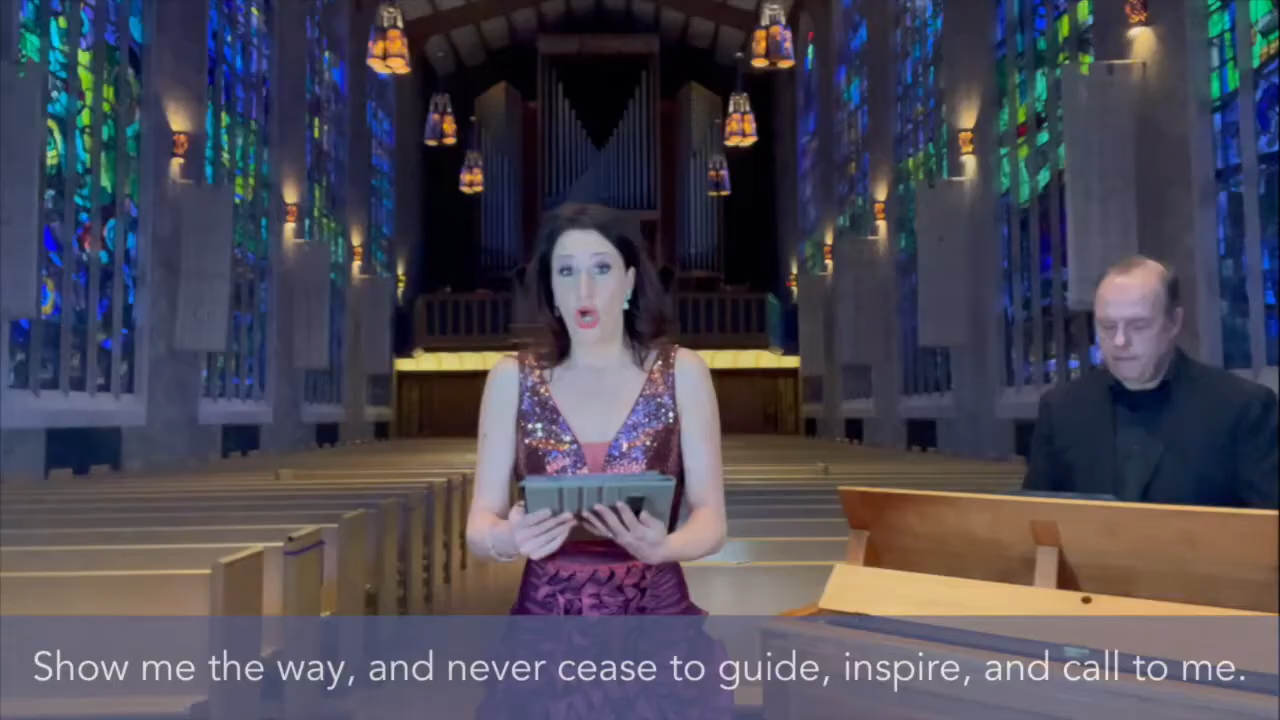 Show me the way, and never cease to guide, inspire, and call to me.